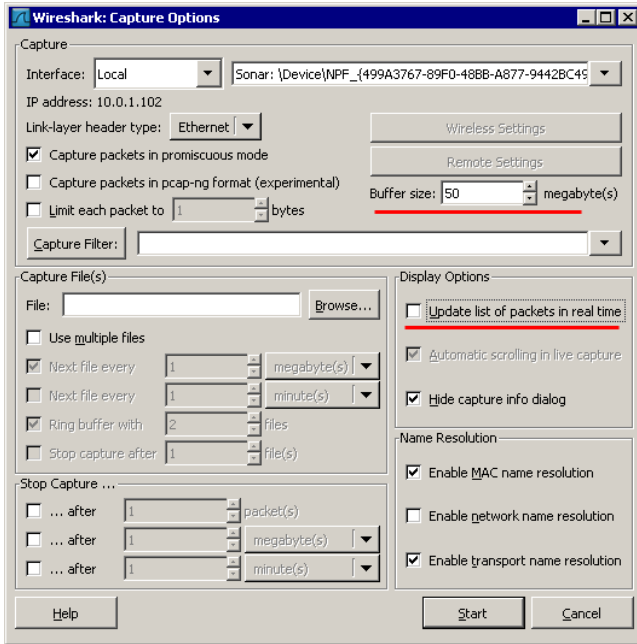 Wireshark: Capture Options
Capture
Interface: Local Sonar: \Device\NPF_{499A3767-89F0-48BB-A877-9442BC49
IP address: 10.0.1.102
Link-layer header type: Ethernet
Wireless Settings
Capture packets in promiscuous mode
Remote Settings
Capture packets in pcap-ng format (experimental)
Buffer size: 50 megabyte(s)
Limit each packet to 1 bytes
Capture Filter:
Capture File(s)
File: Browse...
Use multiple files
Next file every 1 megabyte(s)
Next file every 1 minute(s)
Ring buffer with 2 files
Stop capture after 1 file(s)
Stop Capture ...
... after 1 packet(s)
... after 1 megabyte(s)
... after 1 minute(s)
Display Options
Update list of packets in real time
Automatic scrolling in live capture
Hide capture info dialog
Name Resolution
Enable MAC name resolution
Enable network name resolution
Enable transport name resolution
Help Start Cancel